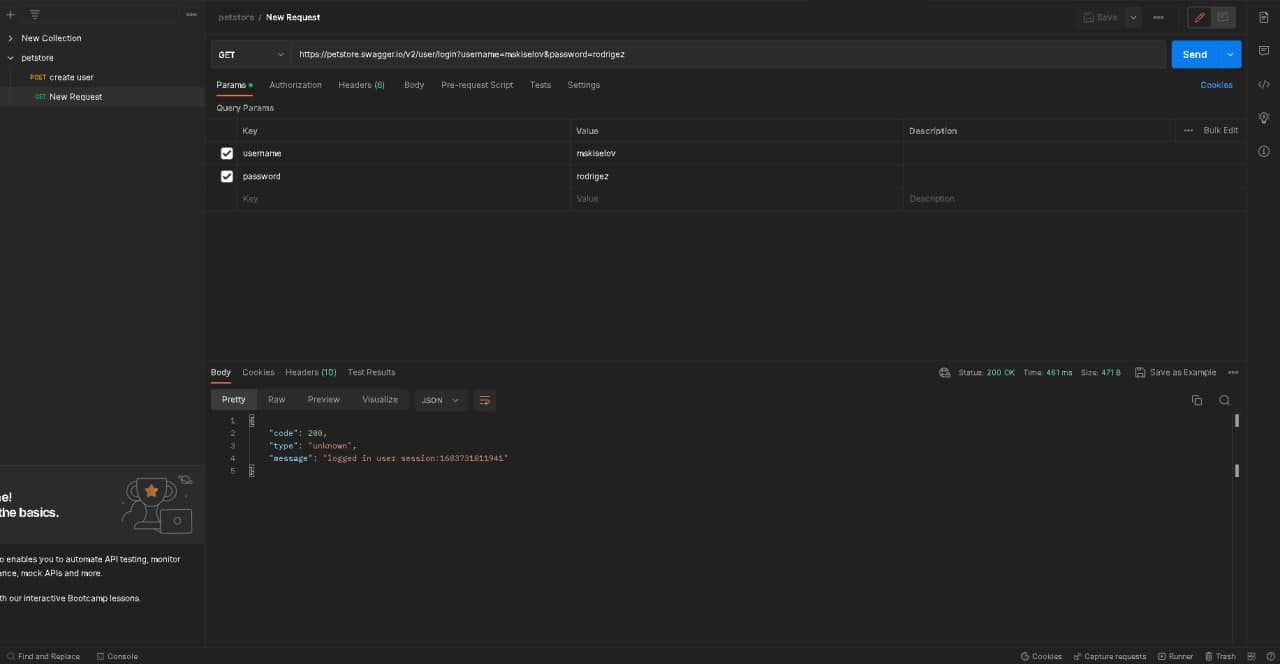 petstore / New Request
Save
New Collection
petstore
POST create user
GET New Request
GET https://petstore.swagger.io/v2/user/login?username=makiselov&password=rodrigez
Send
Params Authorization Headers (6) Body Pre-request Script Tests Settings
Cookies
Query Params
Key Value Description
Bulk Edit
username makiselov
password rodrigez
Key Value Description
Body Cookies Headers (10) Test Results
Status: 200 OK Time: 461 ms Size: 471 B Save as Example
Pretty Raw Preview Visualize JSON
1 {
2 "code": 200,
3 "type": "unknown",
4 "message": "logged in user session:1683731811941"
5 }
e!
the basics.
o enables you to automate API testing, monitor
ence, mock APIs and more.
th our interactive Bootcamp lessons.
Find and Replace Console
Cookies Capture requests Runner Trash